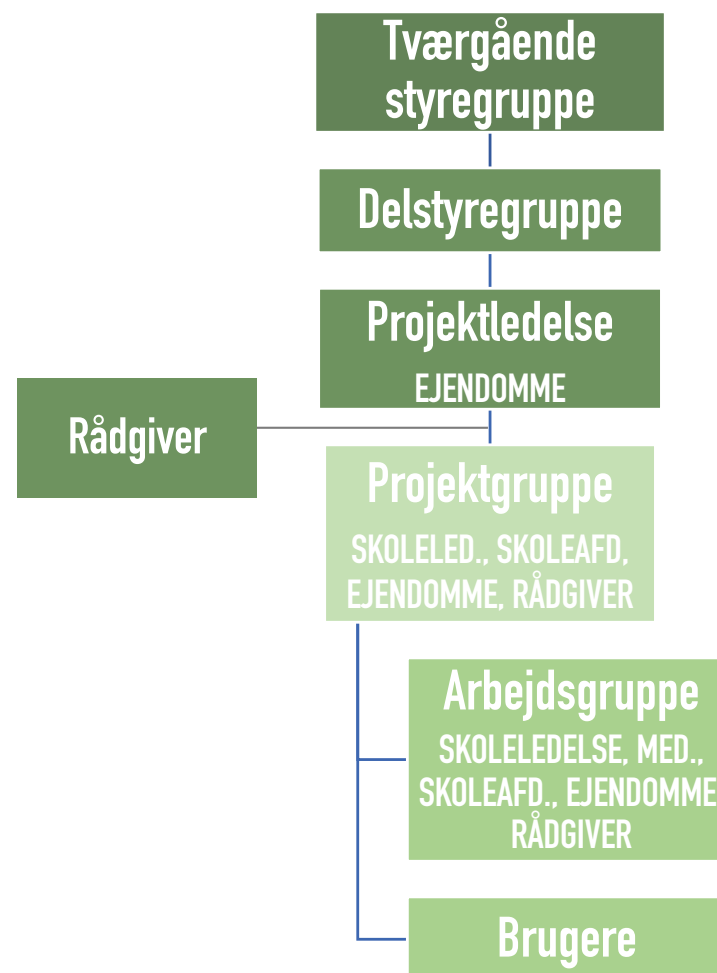 Tværgående
styregruppe
Delstyregruppe
Projektledelse
EJENDOMME
Rådgiver
Projektgruppe
SKOLELED., SKOLEAFD,
EJENDOMME, RÅDGIVER
Arbejdsgruppe
SKOLELEDELSE, MED.,
SKOLEAFD., EJENDOMME
RÅDGIVER
Brugere